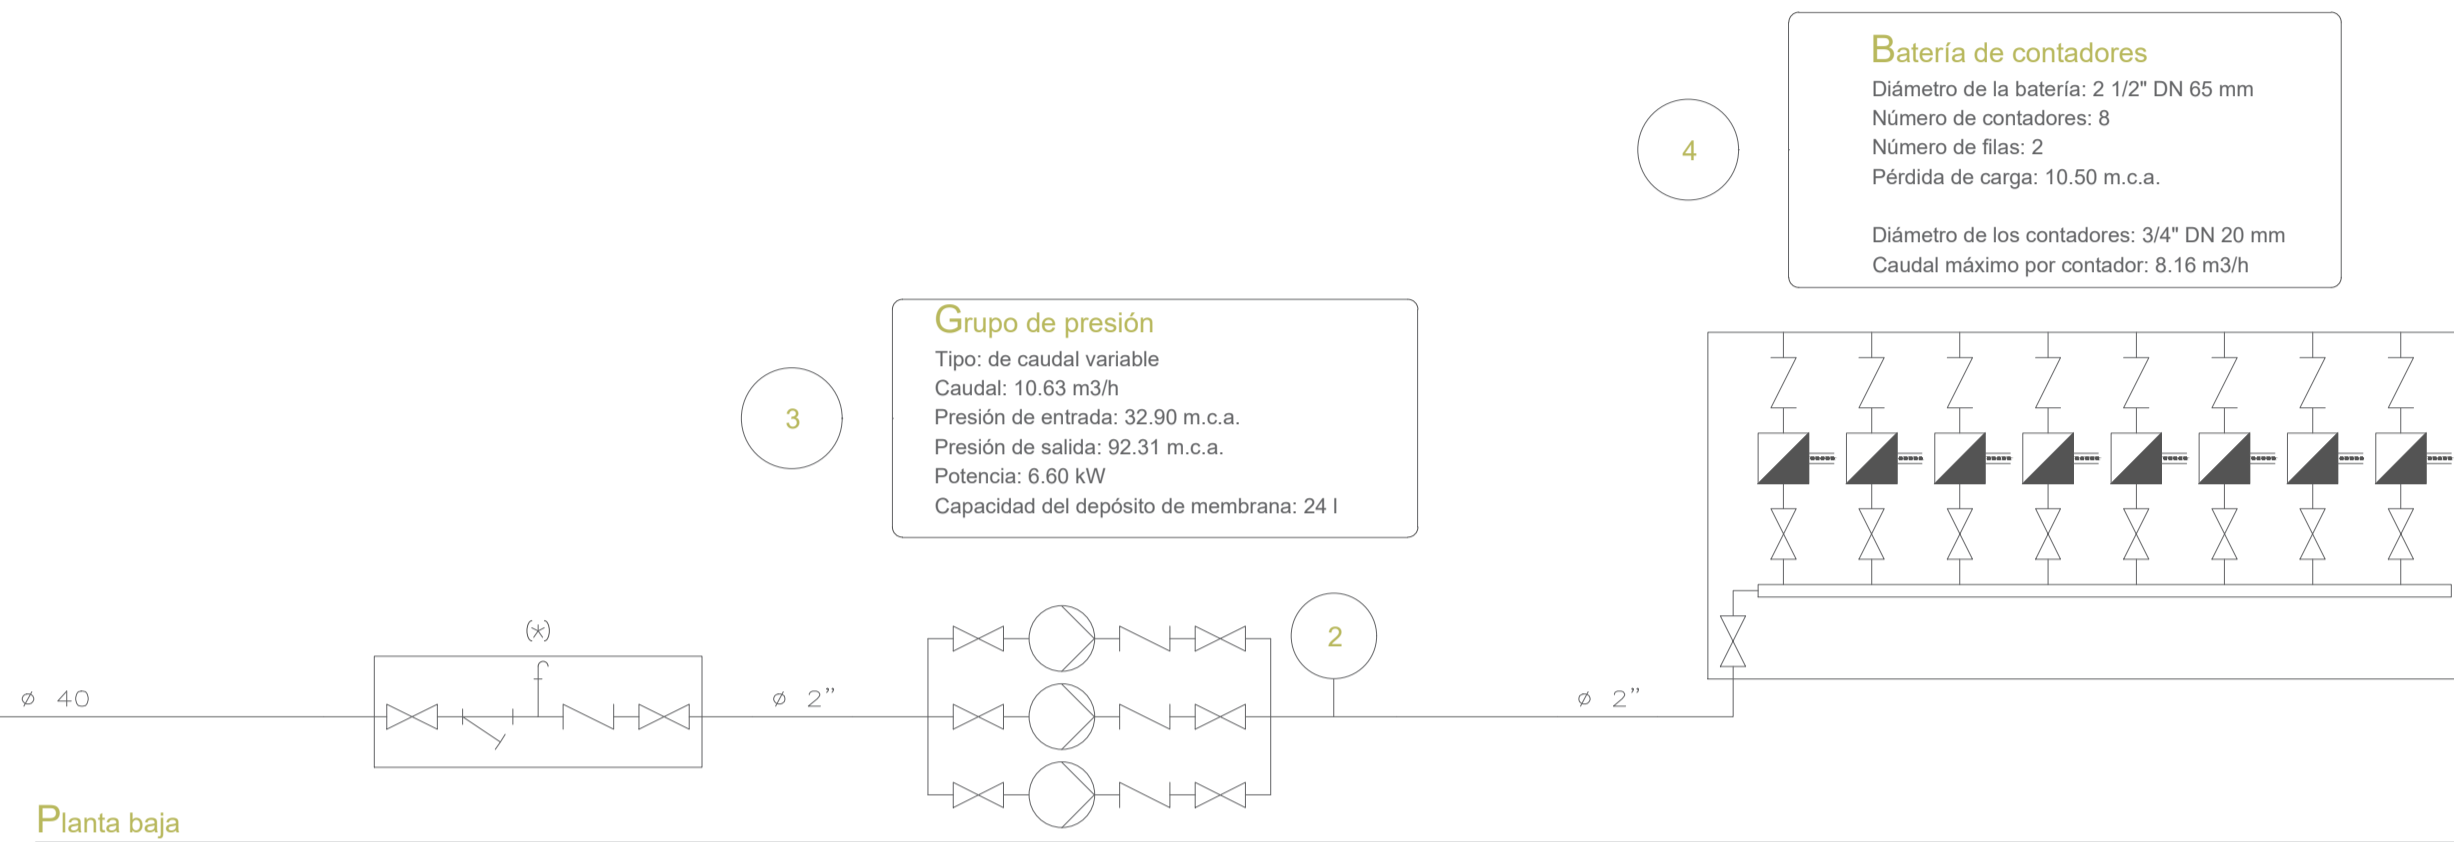 Batería de contadores
Diámetro de la batería: 2 1/2" DN 65 mm
Número de contadores: 8
Número de filas: 2
Pérdida de carga: 10.50 m.c.a.
Diámetro de los contadores: 3/4" DN 20 mm
Caudal máximo por contador: 8.16 m3/h
4
Grupo de presión
Tipo: de caudal variable
Caudal: 10.63 m3/h
Presión de entrada: 32.90 m.c.a.
Presión de salida: 92.31 m.c.a.
Potencia: 6.60 kW
Capacidad del depósito de membrana: 24 l
3
(*)
2
ø 40
ø 2”
ø 2”
Planta baja